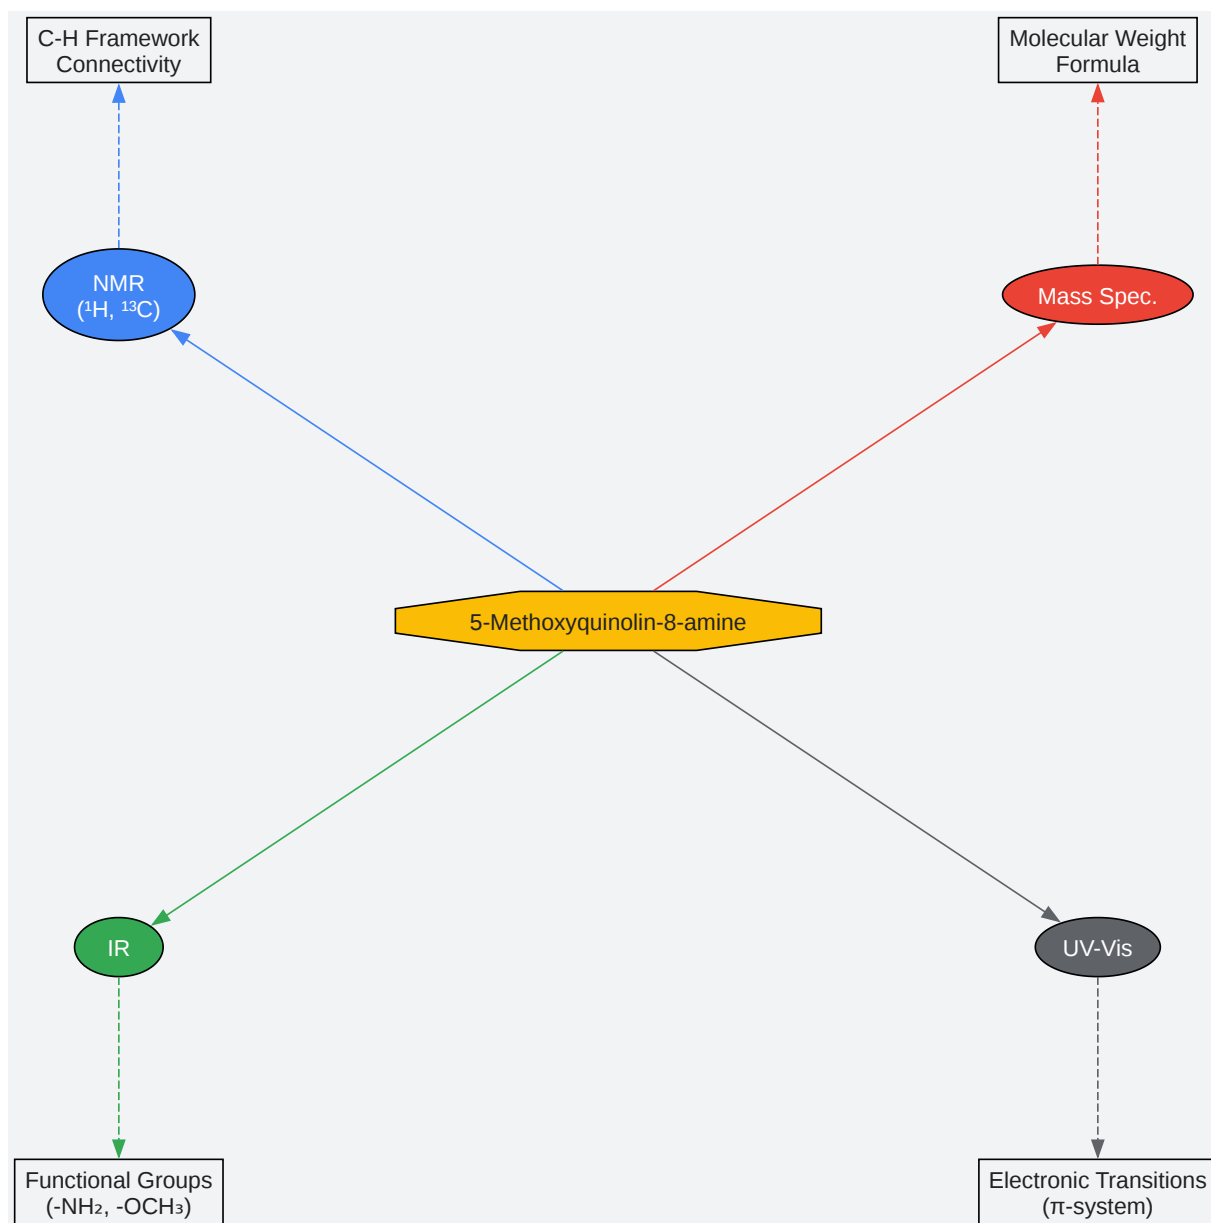 C-H Framework
Connectivity
Molecular Weight
Formula
NMR
(¹H, ¹³C)
Mass Spec.
5-Methoxyquinolin-8-amine
IR
UV-Vis
Functional Groups
(-NH₂, -OCH₃)
Electronic Transitions
(π-system)